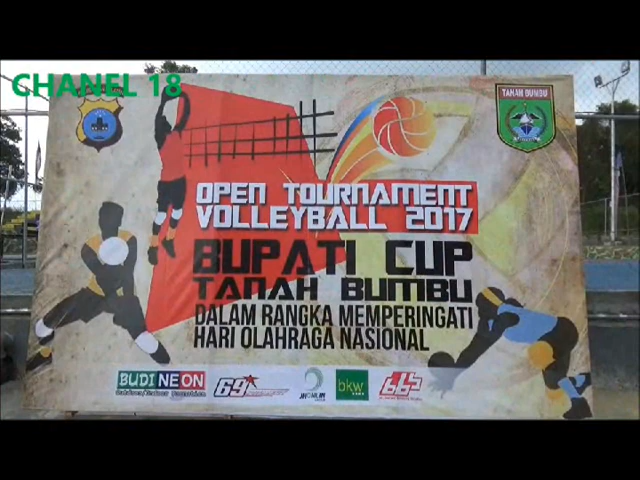 CHANEL 18
TANAH BUMBU
OPEN TOURNAMENT
VOLLEYBALL 2017
BUPATI CUP
TANAH BUMBU
DALAM RANGKA MEMPERINGATI
HARI OLAHRAGA NASIONAL
BUDI NEON
69
bkw
665